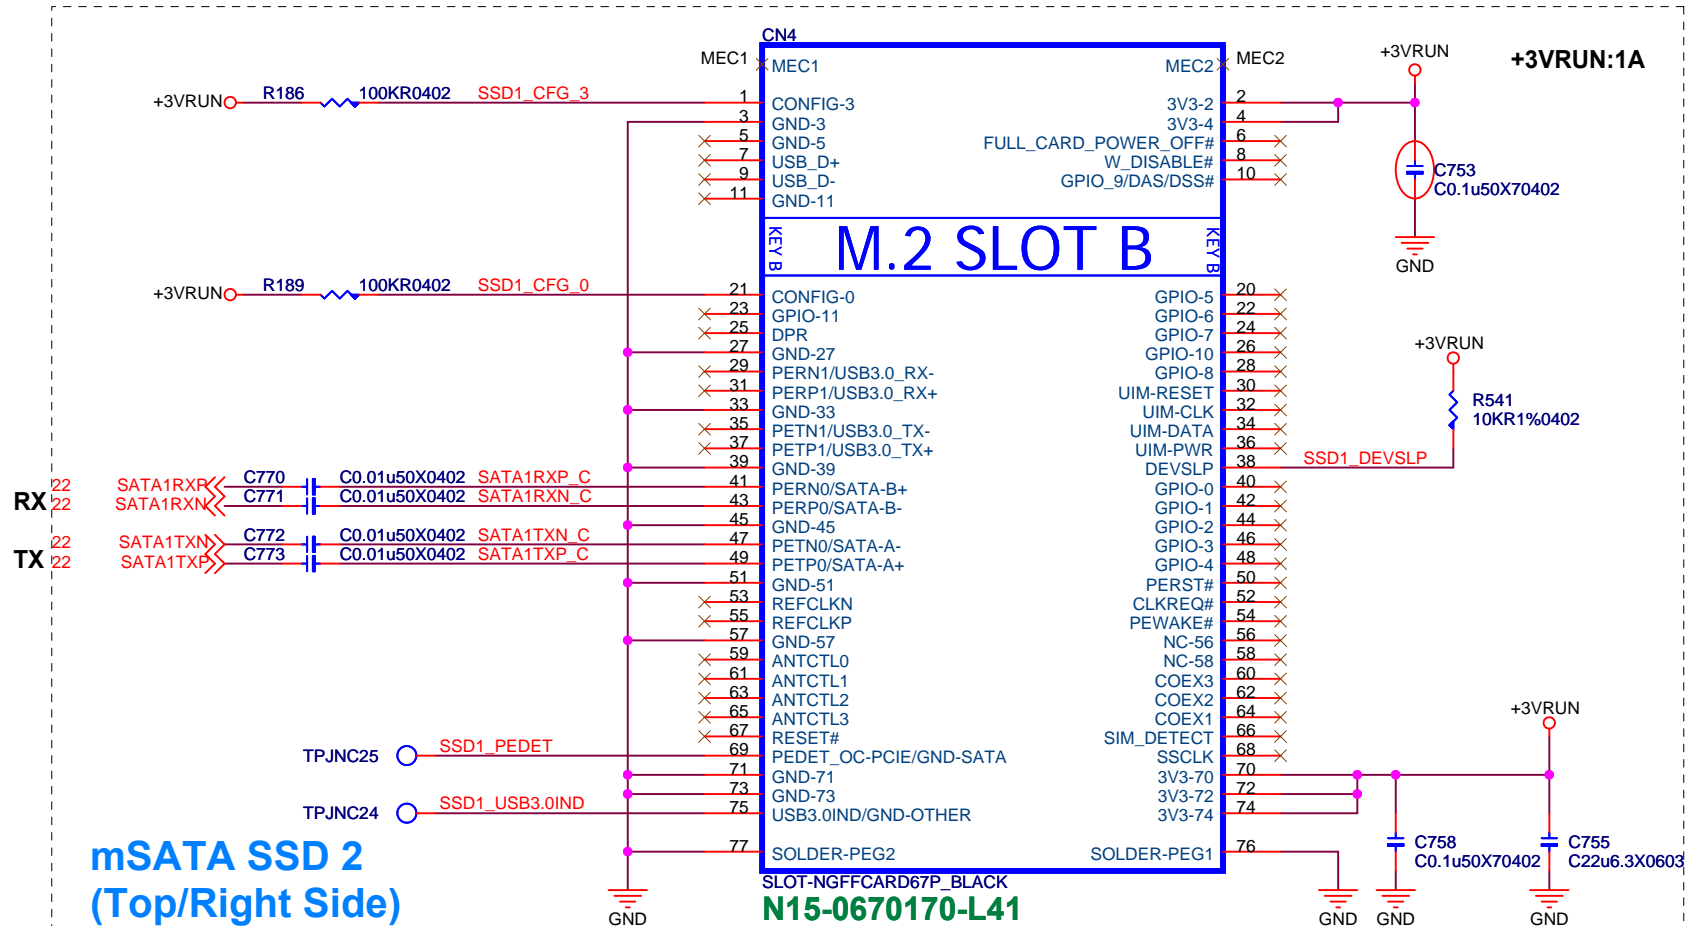 CN4
MEC1 MEC1 MEC2 MEC2
+3VRUN +3VRUN:1A
+3VRUN R186 100KR0402 SSD1_CFG_3 1 CONFIG-3 3V3-2 2
3 GND-3 3V3-4 4
5 GND-5 FULL_CARD_POWER_OFF# 6
7 USB_D+ W_DISABLE# 8
9 USB_D- GPIO_9/DAS/DSS# 10
11 GND-11
C753
C0.1u50X70402
GND
KEY B M.2 SLOT B KEY B
+3VRUN R189 100KR0402 SSD1_CFG_0 21 CONFIG-0 GPIO-5 20
23 GPIO-11 GPIO-6 22
25 DPR GPIO-7 24
27 GND-27 GPIO-10 26
29 PERN1/USB3.0_RX- GPIO-8 28
31 PERP1/USB3.0_RX+ UIM-RESET 30
33 GND-33 UIM-CLK 32
35 PETN1/USB3.0_TX- UIM-DATA 34
37 PETP1/USB3.0_TX+ UIM-PWR 36
39 GND-39 DEVSLP 38 SSD1_DEVSLP
+3VRUN
R541
10KR1%0402
RX
22 SATA1RXP C770 C0.01u50X0402 SATA1RXP_C 41 PERN0/SATA-B+ GPIO-0 40
22 SATA1RXN C771 C0.01u50X0402 SATA1RXN_C 43 PERP0/SATA-B- GPIO-1 42
45 GND-45 GPIO-2 44
TX
22 SATA1TXN C772 C0.01u50X0402 SATA1TXN_C 47 PETN0/SATA-A- GPIO-3 46
22 SATA1TXP C773 C0.01u50X0402 SATA1TXP_C 49 PETP0/SATA-A+ GPIO-4 48
51 GND-51 PERST# 50
53 REFCLKN CLKREQ# 52
55 REFCLKP PEWAKE# 54
57 GND-57 NC-56 56
59 ANTCTL0 NC-58 58
61 ANTCTL1 COEX3 60
63 ANTCTL2 COEX2 62
65 ANTCTL3 COEX1 64
67 RESET# SIM_DETECT 66
TPJNC25 SSD1_PEDET 69 PEDET_OC-PCIE/GND-SATA SSCLK 68
71 GND-71 3V3-70 70
73 GND-73 3V3-72 72
TPJNC24 SSD1_USB3.0IND 75 USB3.0IND/GND-OTHER 3V3-74 74
77 SOLDER-PEG2 SOLDER-PEG1 76
+3VRUN
C758
C0.1u50X70402
C755
C22u6.3X0603
mSATA SSD 2
(Top/Right Side)
SLOT-NGFFCARD67P_BLACK
N15-0670170-L41
GND GND GND GND